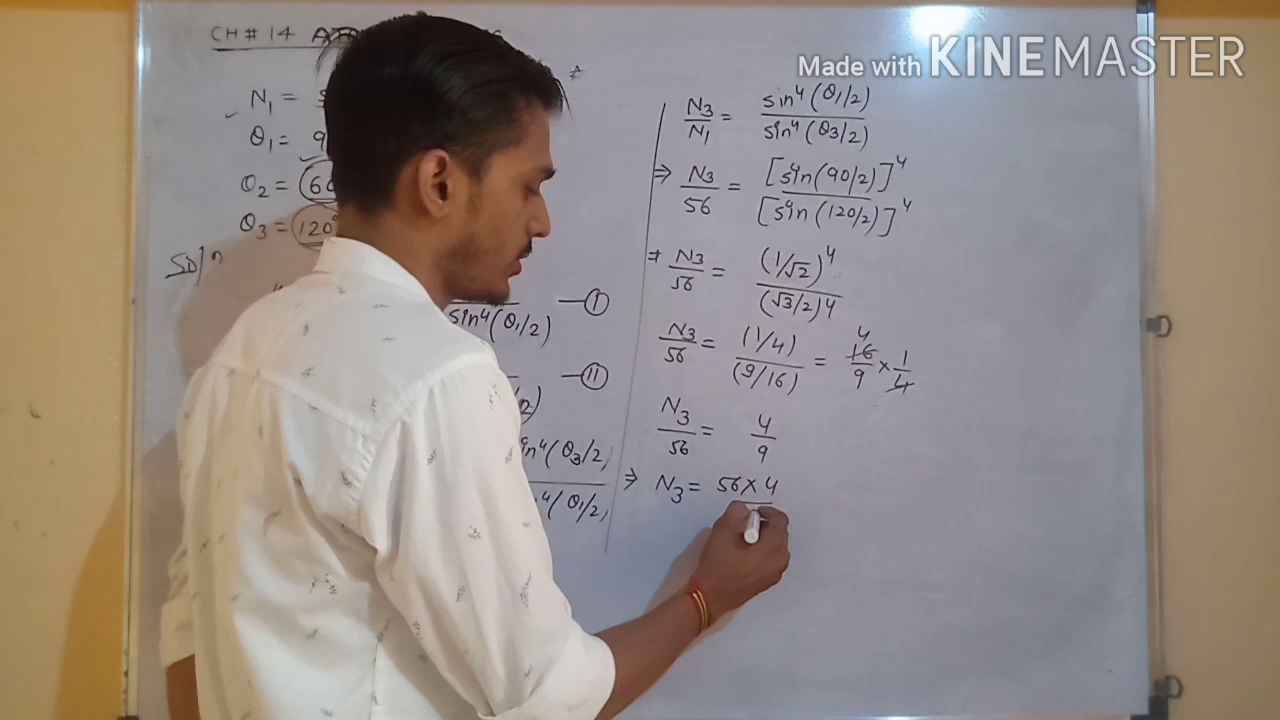 CH # 14
N₁ =
θ₁ = 9
θ₂ = 60
θ₃ = 120°
Solⁿ
sin⁴(θ₁/2) —(I)
—(II)
/2)
sin⁴(θ₃/2)
n⁴(θ₁/2)
Made with KINEMASTER
N₃/N₁ = sin⁴(θ₁/2)/sin⁴(θ₃/2)
⇒ N₃/56 = [sin(90/2)]⁴/[sin(120/2)]⁴
⇒ N₃/56 = (1/√2)⁴/(√3/2)⁴
N₃/56 = (1/4)/(9/16) = 4 16/9 × 1/4
N₃/56 = 4/9
⇒ N₃ = 56 × 4